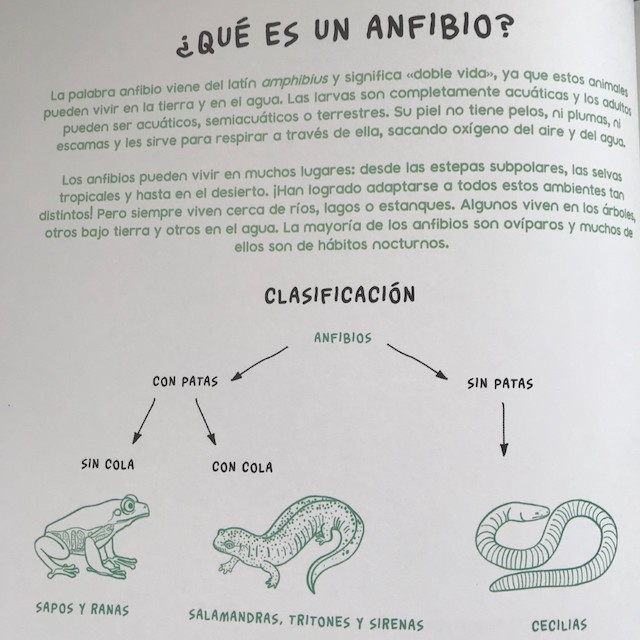 ¿QUÉ ES UN ANFIBIO?
La palabra anfibio viene del latín amphibius y significa «doble vida», ya que estos animales
pueden vivir en la tierra y en el agua. Las larvas son completamente acuáticas y los adultos
pueden ser acuáticos, semiacuáticos o terrestres. Su piel no tiene pelos, ni plumas, ni
escamas y les sirve para respirar a través de ella, sacando oxígeno del aire y del agua.
Los anfibios pueden vivir en muchos lugares: desde las estepas subpolares, las selvas
tropicales y hasta en el desierto. ¡Han logrado adaptarse a todos estos ambientes tan
distintos! Pero siempre viven cerca de ríos, lagos o estanques. Algunos viven en los árboles,
otros bajo tierra y otros en el agua. La mayoría de los anfibios son ovíparos y muchos de
ellos son de hábitos nocturnos.
CLASIFICACIÓN
ANFIBIOS
CON PATAS
SIN PATAS
SIN COLA
CON COLA
SAPOS Y RANAS
SALAMANDRAS, TRITONES Y SIRENAS
CECILIAS